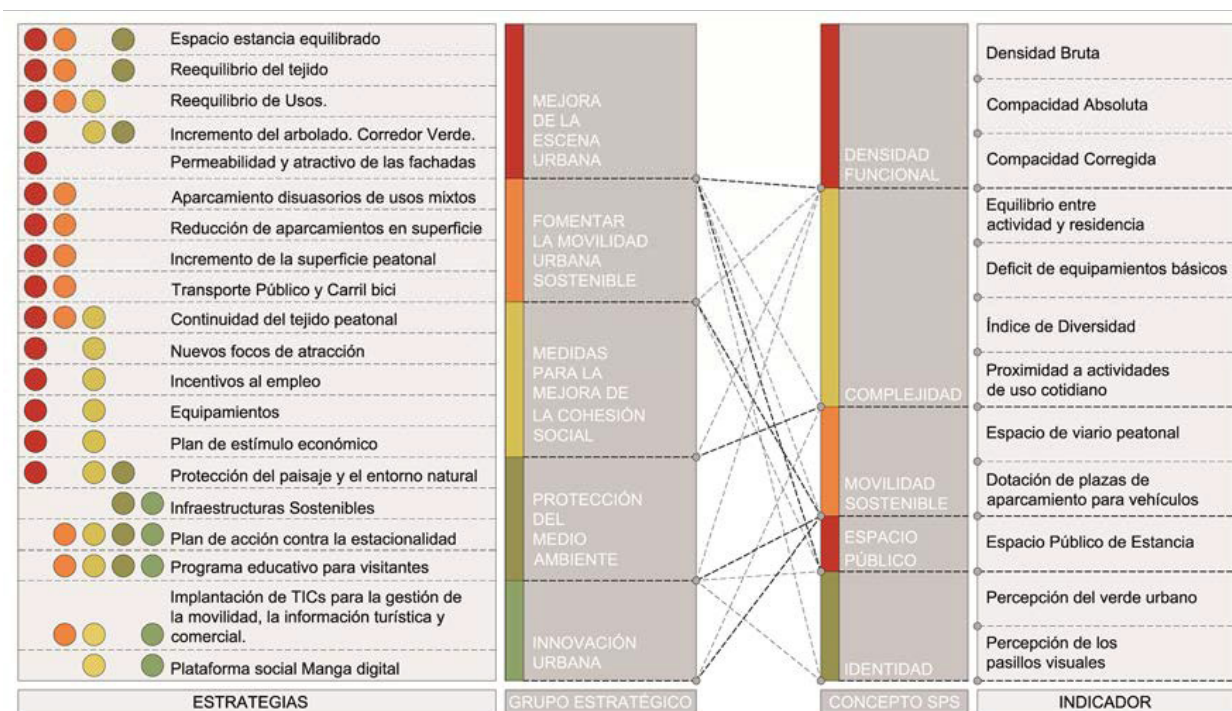 Espacio estancia equilibrado
Reequilibrio del tejido
Reequilibrio de Usos.
Incremento del arbolado. Corredor Verde.
Permeabilidad y atractivo de las fachadas
Aparcamiento disuasorios de usos mixtos
Reducción de aparcamientos en superficie
Incremento de la superficie peatonal
Transporte Público y Carril bici
Continuidad del tejido peatonal
Nuevos focos de atracción
Incentivos al empleo
Equipamientos
Plan de estímulo económico
Protección del paisaje y el entorno natural
Infraestructuras Sostenibles
Plan de acción contra la estacionalidad
Programa educativo para visitantes
Implantación de TICs para la gestión de
la movilidad, la información turística y
comercial.
Plataforma social Manga digital
ESTRATEGIAS
MEJORA
DE LA
ESCENA
URBANA
FOMENTAR
LA MOVILIDAD
URBANA
SOSTENIBLE
MEDIDAS
PARA LA
MEJORA DE
LA COHESIÓN
SOCIAL
PROTECCIÓN
DEL
MEDIO
AMBIENTE
INNOVACIÓN
URBANA
GRUPO ESTRATÉGICO
DENSIDAD
FUNCIONAL
COMPLEJIDAD
MOVILIDAD
SOSTENIBLE
ESPACIO
PÚBLICO
IDENTIDAD
CONCEPTO SPS
Densidad Bruta
Compacidad Absoluta
Compacidad Corregida
Equilibrio entre
actividad y residencia
Deficit de equipamientos básicos
Índice de Diversidad
Proximidad a actividades
de uso cotidiano
Espacio de viario peatonal
Dotación de plazas de
aparcamiento para vehículos
Espacio Público de Estancia
Percepción del verde urbano
Percepción de los
pasillos visuales
INDICADOR